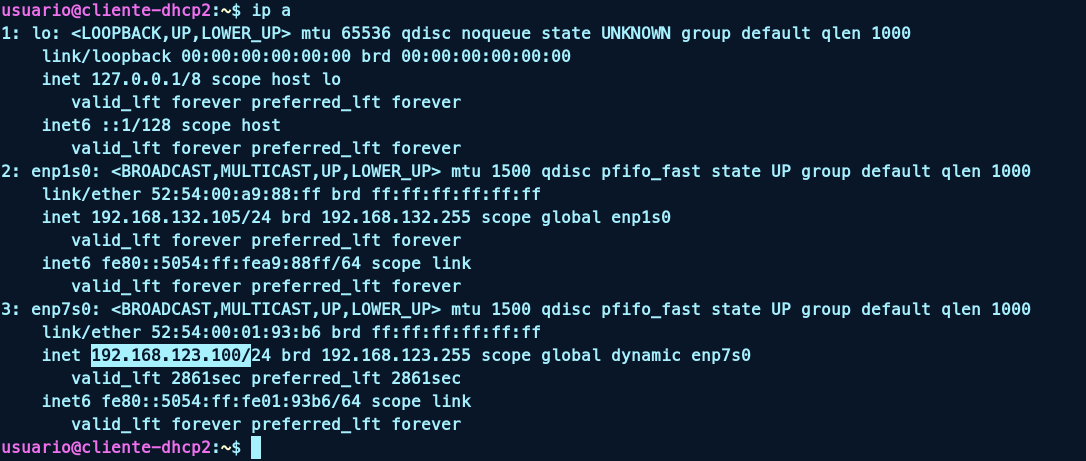 usuario@cliente-dhcp2:~$ ip a
1: lo: <LOOPBACK,UP,LOWER_UP> mtu 65536 qdisc noqueue state UNKNOWN group default qlen 1000
    link/loopback 00:00:00:00:00:00 brd 00:00:00:00:00:00
    inet 127.0.0.1/8 scope host lo
       valid_lft forever preferred_lft forever
    inet6 ::1/128 scope host
       valid_lft forever preferred_lft forever
2: enp1s0: <BROADCAST,MULTICAST,UP,LOWER_UP> mtu 1500 qdisc pfifo_fast state UP group default qlen 1000
    link/ether 52:54:00:a9:88:ff brd ff:ff:ff:ff:ff:ff
    inet 192.168.132.105/24 brd 192.168.132.255 scope global enp1s0
       valid_lft forever preferred_lft forever
    inet6 fe80::5054:ff:fea9:88ff/64 scope link
       valid_lft forever preferred_lft forever
3: enp7s0: <BROADCAST,MULTICAST,UP,LOWER_UP> mtu 1500 qdisc pfifo_fast state UP group default qlen 1000
    link/ether 52:54:00:01:93:b6 brd ff:ff:ff:ff:ff:ff
    inet 192.168.123.100/24 brd 192.168.123.255 scope global dynamic enp7s0
       valid_lft 2861sec preferred_lft 2861sec
    inet6 fe80::5054:ff:fe01:93b6/64 scope link
       valid_lft forever preferred_lft forever
usuario@cliente-dhcp2:~$